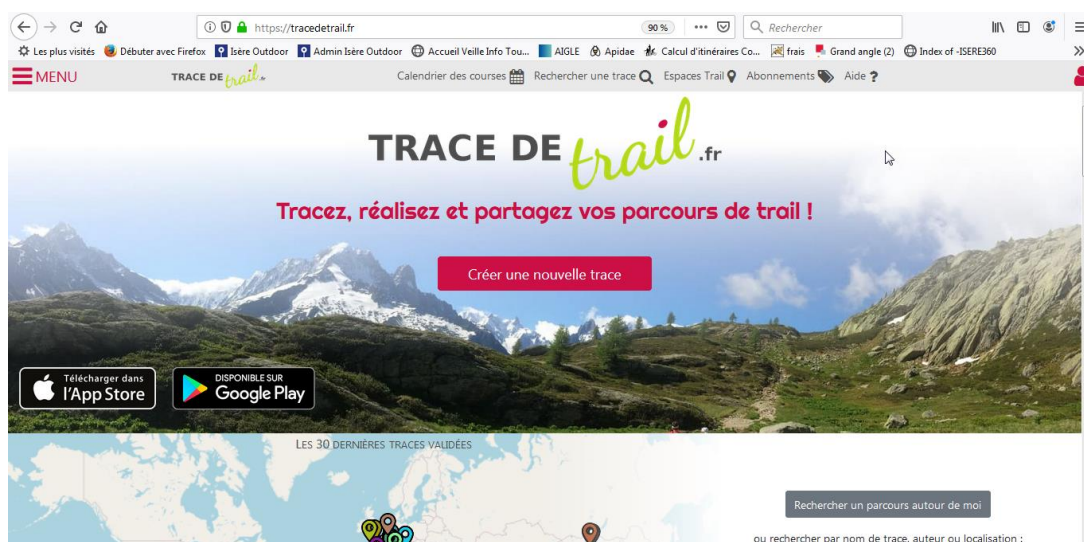 https://tracedetrail.fr
90 %
Rechercher
Les plus visités Débuter avec Firefox Isère Outdoor Admin Isère Outdoor Accueil Veille Info Tou... AIGLE Apidae Calcul d'itinéraires Co... frais Grand angle (2) Index of -ISERE360
MENU TRACE DE trail.fr Calendrier des courses Rechercher une trace Espaces Trail Abonnements Aide ?
TRACE DE trail.fr
Tracez, réalisez et partagez vos parcours de trail !
Créer une nouvelle trace
Télécharger dans
l'App Store
DISPONIBLE SUR
Google Play
LES 30 DERNIÈRES TRACES VALIDÉES
Rechercher un parcours autour de moi
ou rechercher par nom de trace, auteur ou localisation :